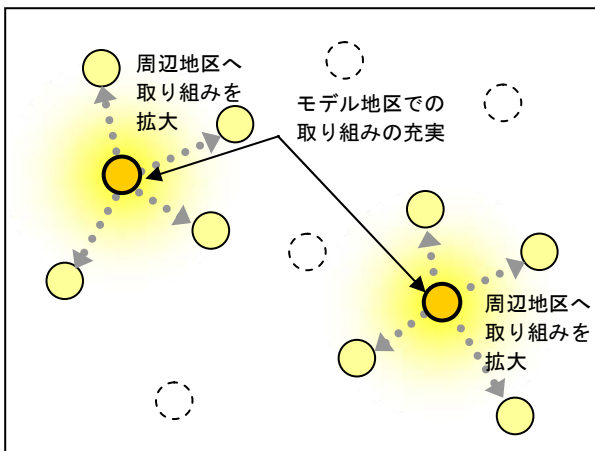 周辺地区へ
取り組みを
拡大
モデル地区での
取り組みの充実
周辺地区へ
取り組みを
拡大